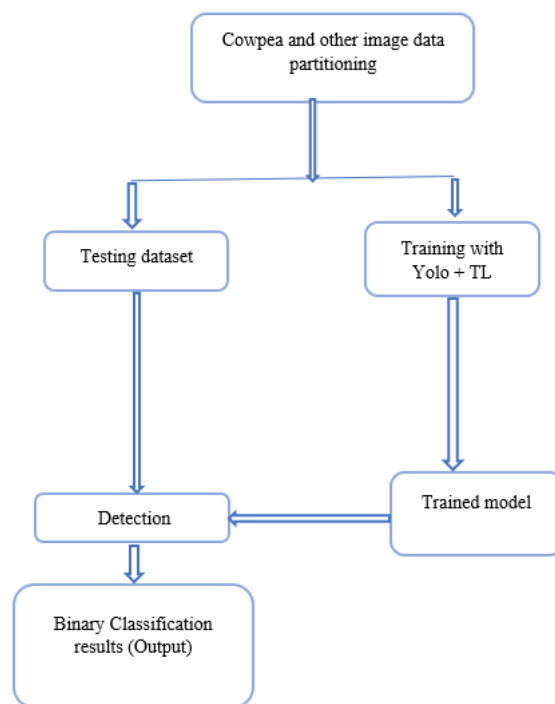 Cowpea and other image data
partitioning
Testing dataset
Training with
Yolo + TL
Detection
Trained model
Binary Classification
results (Output)